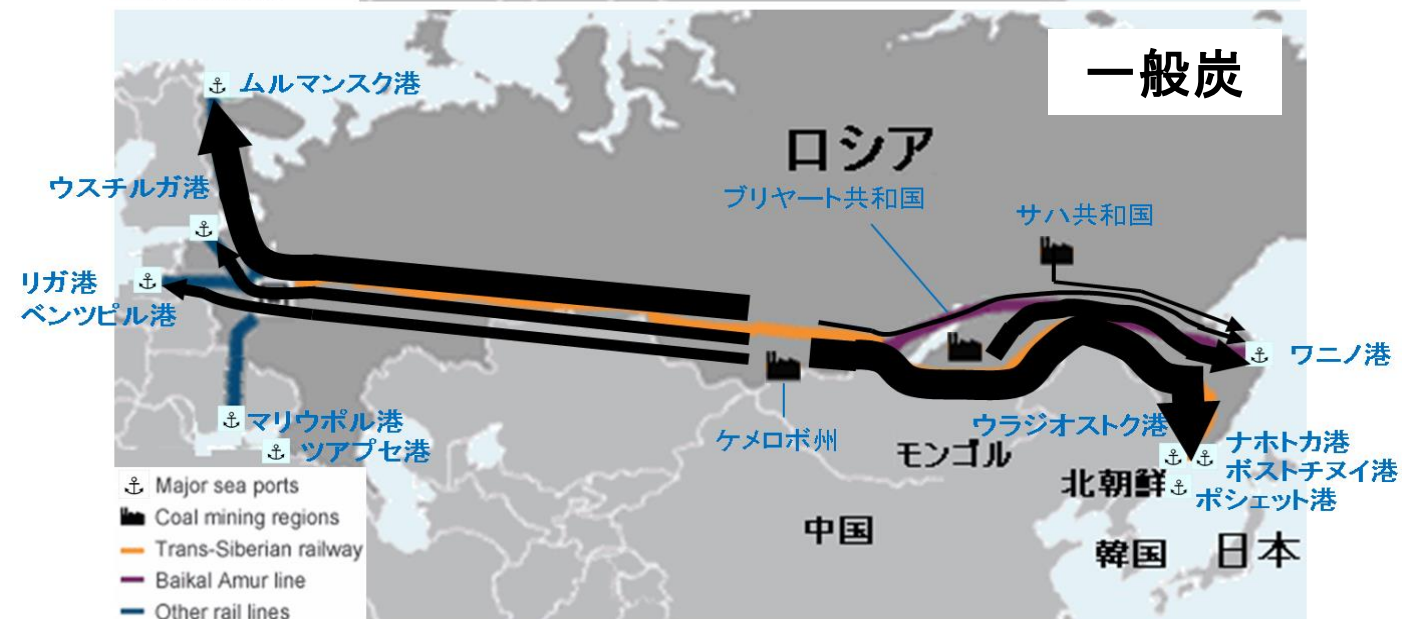 一般炭
ムルマンスク港
ロシア
ウスチルガ港
ブリヤート共和国
サハ共和国
リガ港
ベンツピル港
ワニノ港
マリウポル港
ツアプセ港
ケメロボ州
ウラジオストク港
モンゴル
ナホトカ港
ボストチヌイ港
北朝鮮
ポシェット港
中国
韓国
日本
Major sea ports
Coal mining regions
Trans-Siberian railway
Baikal Amur line
Other rail lines